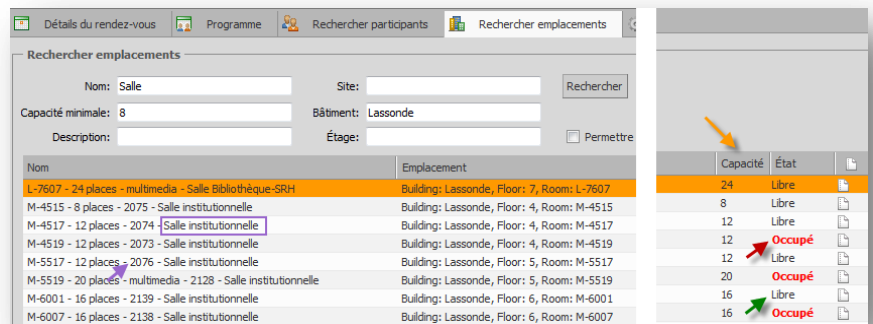 Détails du rendez-vous Programme Rechercher participants Rechercher emplacements
Rechercher emplacements
Nom: Salle Site: Rechercher
Capacité minimale: 8 Bâtiment: Lassonde
Description: Étage: Permettre
Nom Emplacement Capacité État
L-7607 - 24 places - multimedia - Salle Bibliothèque-SRH Building: Lassonde, Floor: 7, Room: L-7607 24 Libre
M-4515 - 8 places - 2075 - Salle institutionnelle Building: Lassonde, Floor: 4, Room: M-4515 8 Libre
M-4517 - 12 places - 2074 - Salle institutionnelle Building: Lassonde, Floor: 4, Room: M-4517 12 Libre
M-4519 - 12 places - 2073 - Salle institutionnelle Building: Lassonde, Floor: 4, Room: M-4519 12 Occupé
M-5517 - 12 places - 2076 - Salle institutionnelle Building: Lassonde, Floor: 5, Room: M-5517 12 Libre
M-5519 - 20 places - multimedia - 2128 - Salle institutionnelle Building: Lassonde, Floor: 5, Room: M-5519 20 Occupé
M-6001 - 16 places - 2139 - Salle institutionnelle Building: Lassonde, Floor: 6, Room: M-6001 16 Libre
M-6007 - 16 places - 2138 - Salle institutionnelle Building: Lassonde, Floor: 6, Room: M-6007 16 Occupé